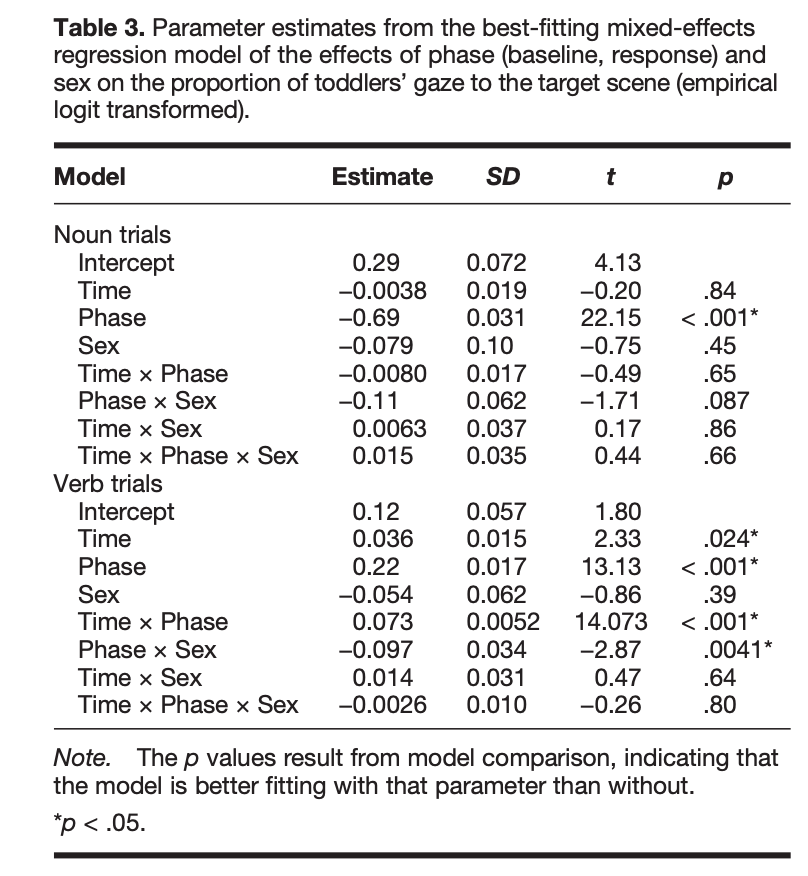 Table 3. Parameter estimates from the best-fitting mixed-effects
regression model of the effects of phase (baseline, response) and
sex on the proportion of toddlers’ gaze to the target scene (empirical
logit transformed).
Model Estimate SD t p
Noun trials
Intercept 0.29 0.072 4.13
Time −0.0038 0.019 −0.20 .84
Phase −0.69 0.031 22.15 < .001*
Sex −0.079 0.10 −0.75 .45
Time × Phase −0.0080 0.017 −0.49 .65
Phase × Sex −0.11 0.062 −1.71 .087
Time × Sex 0.0063 0.037 0.17 .86
Time × Phase × Sex 0.015 0.035 0.44 .66
Verb trials
Intercept 0.12 0.057 1.80
Time 0.036 0.015 2.33 .024*
Phase 0.22 0.017 13.13 < .001*
Sex −0.054 0.062 −0.86 .39
Time × Phase 0.073 0.0052 14.073 < .001*
Phase × Sex −0.097 0.034 −2.87 .0041*
Time × Sex 0.014 0.031 0.47 .64
Time × Phase × Sex −0.0026 0.010 −0.26 .80
Note. The p values result from model comparison, indicating that
the model is better fitting with that parameter than without.
*p < .05.